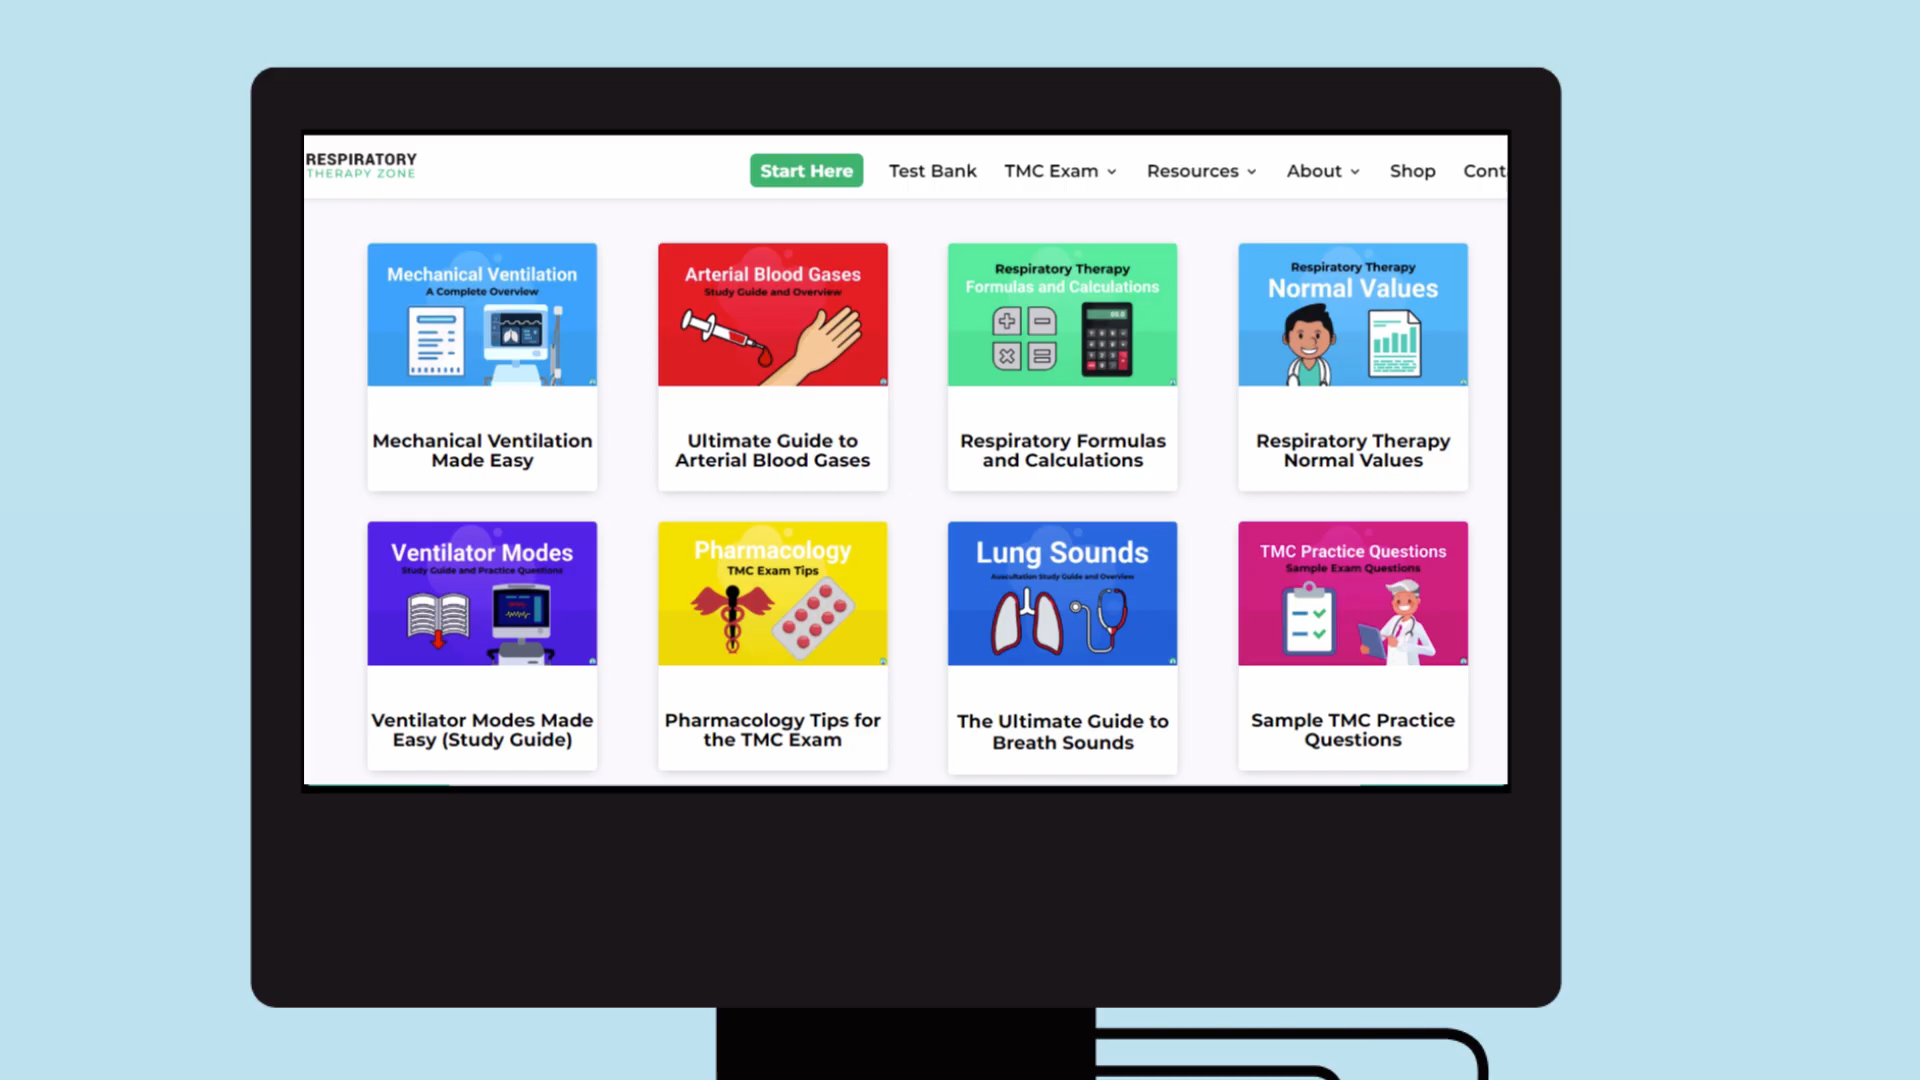 RESPIRATORY
THERAPY ZONE
Start Here
Test Bank
TMC Exam
Resources
About
Shop
Cont
Mechanical Ventilation
A Complete Overview
Mechanical Ventilation
Made Easy
Arterial Blood Gases
Study Guide and Overview
Ultimate Guide to
Arterial Blood Gases
Respiratory Therapy
Formulas and Calculations
Respiratory Formulas
and Calculations
Respiratory Therapy
Normal Values
Respiratory Therapy
Normal Values
Ventilator Modes
Study Guide and Practice Questions
Ventilator Modes Made
Easy (Study Guide)
Pharmacology
TMC Exam Tips
Pharmacology Tips for
the TMC Exam
Lung Sounds
Auscultation Study Guide and Overview
The Ultimate Guide to
Breath Sounds
TMC Practice Questions
Sample Exam Questions
Sample TMC Practice
Questions